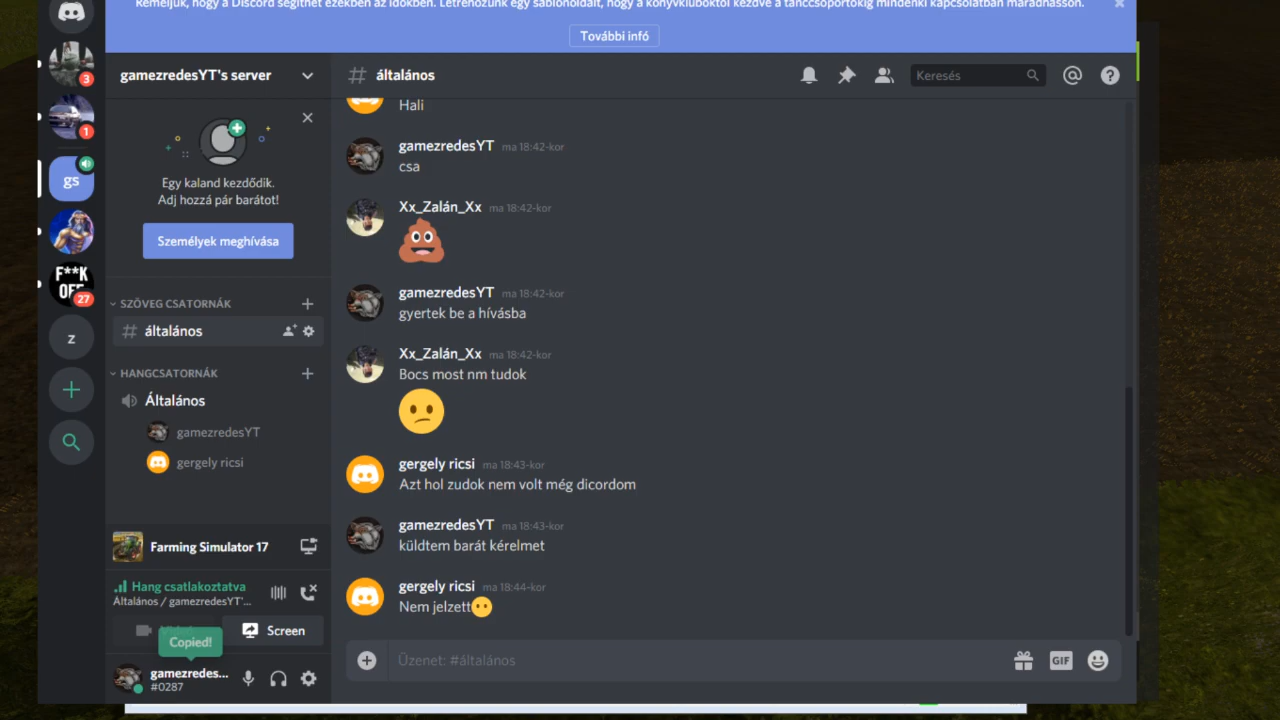 Reméljük, hogy a Discord segíthet ezekben az időkben. Létrehozunk egy sablonoldalt, hogy a könyvkluboktól kezdve a tánccsoportokig mindenki kapcsolatban maradhasson.
További infó
gamezredesYT's server
általános
Keresés
3
1
gs
F**K
OFF
27
z
Egy kaland kezdődik.
Adj hozzá pár barátot!
Személyek meghívása
SZÖVEG CSATORNÁK
általános
HANGCSATORNÁK
Általános
gamezredesYT
gergely ricsi
Farming Simulator 17
Hang csatlakoztatva
Általános / gamezredesYT'...
Screen
Copied!
gamezredes...
#0287
Hali
gamezredesYT ma 18:42-kor
csa
Xx_Zalán_Xx ma 18:42-kor
gamezredesYT ma 18:42-kor
gyertek be a hívásba
Xx_Zalán_Xx ma 18:42-kor
Bocs most nm tudok
gergely ricsi ma 18:43-kor
Azt hol zudok nem volt még dicordom
gamezredesYT ma 18:43-kor
küldtem barát kérelmet
gergely ricsi ma 18:44-kor
Nem jelzett😶
Üzenet: #általános
GIF